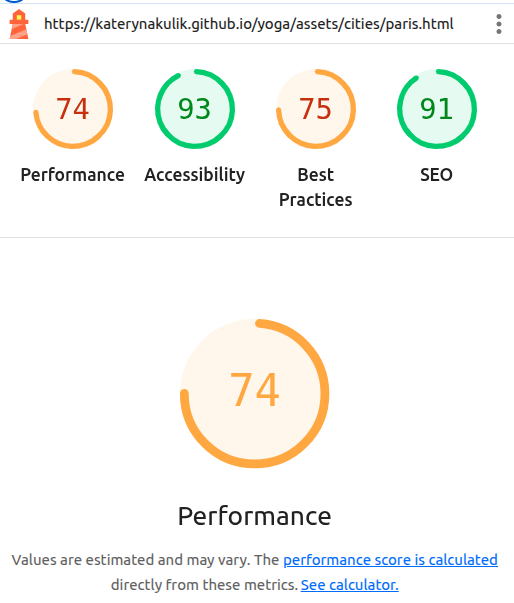 https://katerynakulik.github.io/yoga/assets/cities/paris.html
74 93 75 91
Performance Accessibility Best Practices SEO
74
Performance
Values are estimated and may vary. The performance score is calculated
directly from these metrics. See calculator.